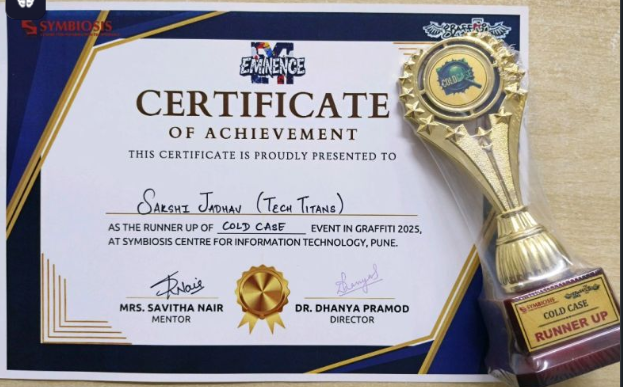 SYMBIOSIS
GRAFFITI
EMINENCE
CERTIFICATE
OF ACHIEVEMENT
THIS CERTIFICATE IS PROUDLY PRESENTED TO
SAKSHI JADHAV (TECH TITANS)
AS THE RUNNER UP OF COLD CASE EVENT IN GRAFFITI 2025,
AT SYMBIOSIS CENTRE FOR INFORMATION TECHNOLOGY, PUNE.
MRS. SAVITHA NAIR
MENTOR
DR. DHANYA PRAMOD
DIRECTOR
COLDCASE
SYMBIOSIS
COLD CASE
RUNNER UP